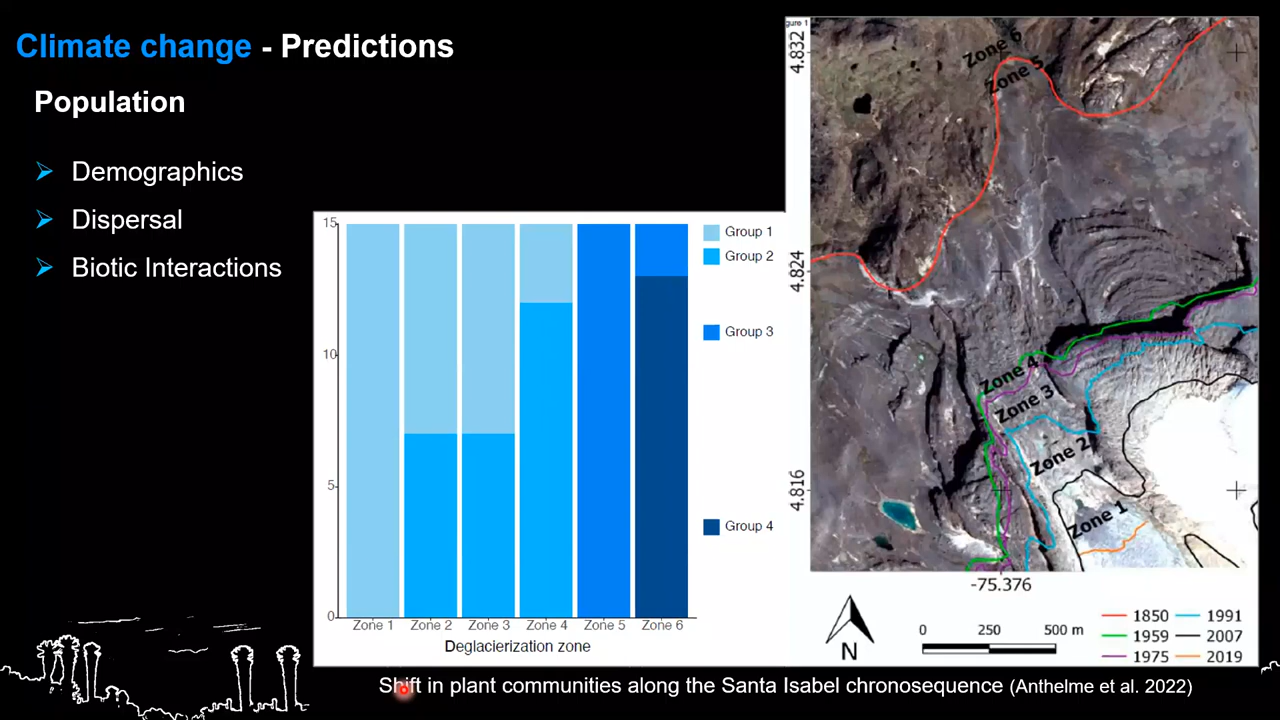 Climate change - Predictions
Population
Demographics
Dispersal
Biotic Interactions
15
10
5
0
Zone 1 Zone 2 Zone 3 Zone 4 Zone 5 Zone 6
Deglacierization zone
Group 1
Group 2
Group 3
Group 4
gure 1
4.832
4.824
4.816
Zone 6
Zone 5
Zone 4
Zone 3
Zone 2
Zone 1
-75.376
N
0 250 500 m
1850 1991
1959 2007
1975 2019
Shift in plant communities along the Santa Isabel chronosequence (Anthelme et al. 2022)